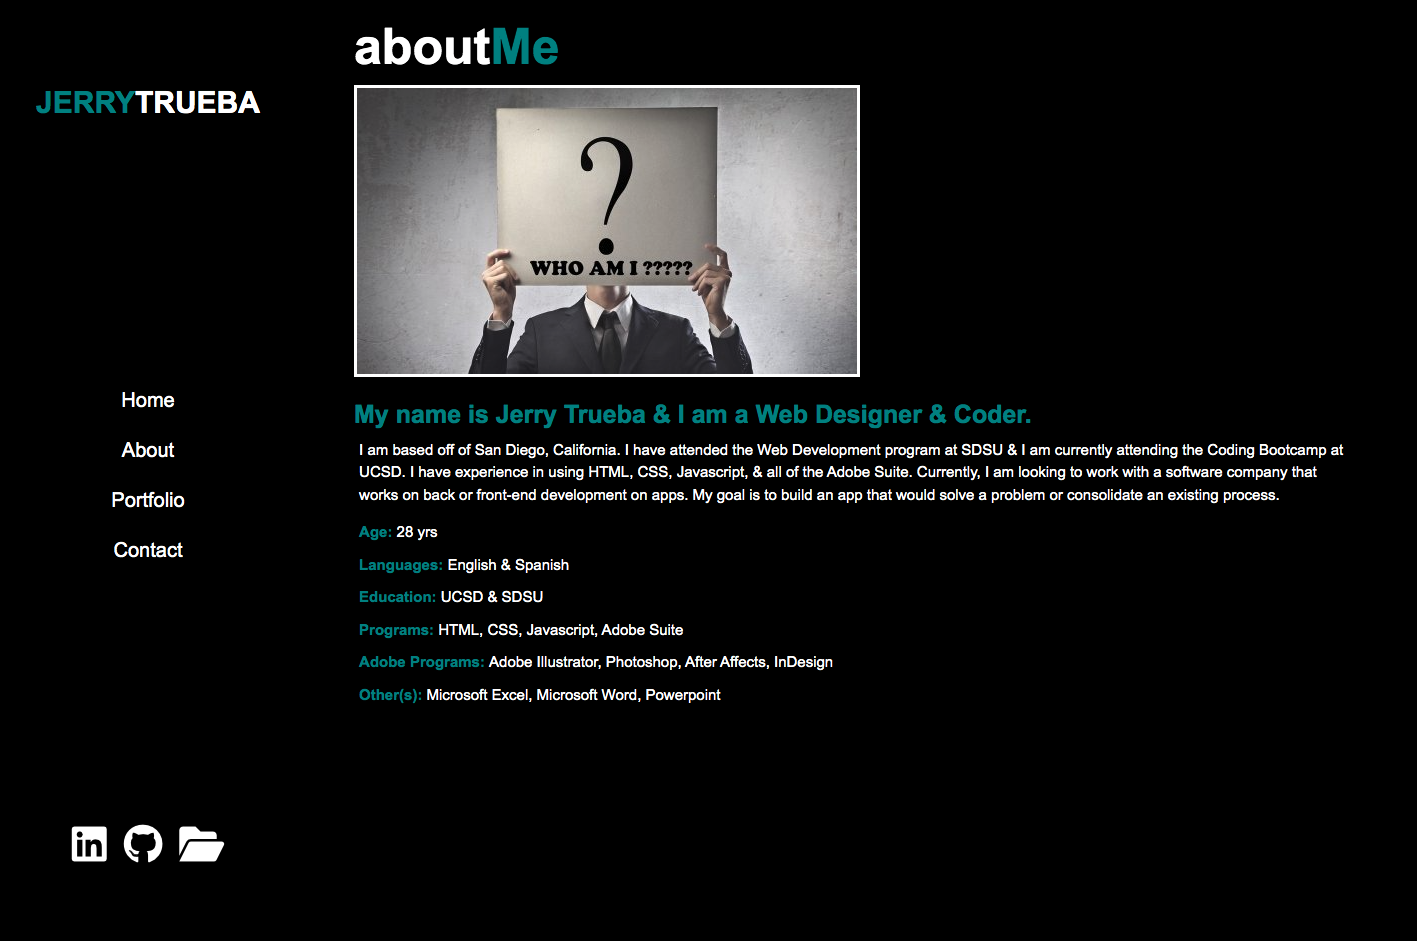 JERRYTRUEBA
Home
About
Portfolio
Contact
in
aboutMe
?
WHO AM I ?????
My name is Jerry Trueba & I am a Web Designer & Coder.
I am based off of San Diego, California. I have attended the Web Development program at SDSU & I am currently attending the Coding Bootcamp at
UCSD. I have experience in using HTML, CSS, Javascript, & all of the Adobe Suite. Currently, I am looking to work with a software company that
works on back or front-end development on apps. My goal is to build an app that would solve a problem or consolidate an existing process.
Age: 28 yrs
Languages: English & Spanish
Education: UCSD & SDSU
Programs: HTML, CSS, Javascript, Adobe Suite
Adobe Programs: Adobe Illustrator, Photoshop, After Affects, InDesign
Other(s): Microsoft Excel, Microsoft Word, Powerpoint